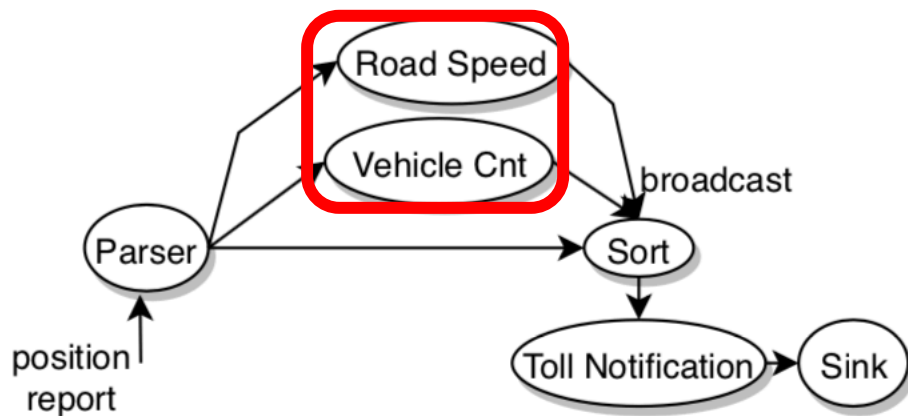 Road Speed
Vehicle Cnt
broadcast
Parser
Sort
position
report
Toll Notification
Sink